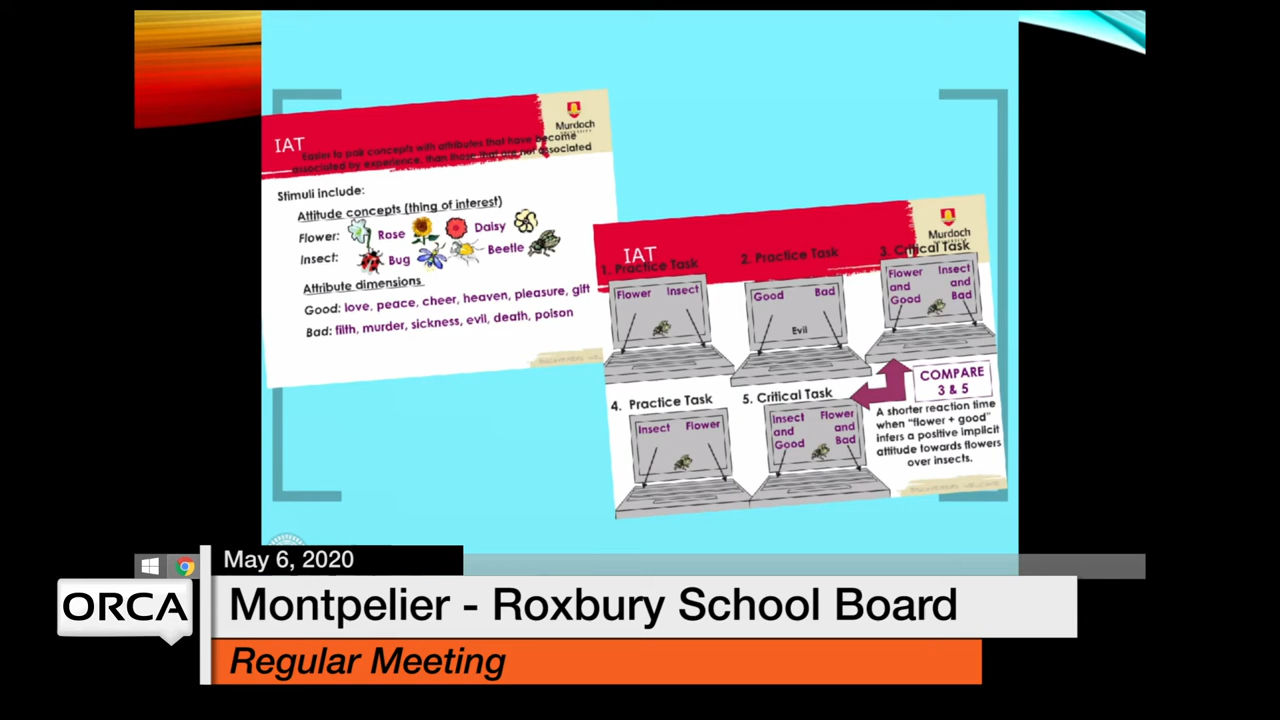 IAT
Murdoch
UNIVERSITY
Easier to pair concepts with attributes that have become
associated by experience, than those that are not associated
Stimuli include:
Attitude concepts (thing of interest)
Flower: Rose Daisy
Insect: Bug Beetle
Attribute dimensions
Good: love, peace, cheer, heaven, pleasure, gift
Bad: filth, murder, sickness, evil, death, poison
IAT
Murdoch
1. Practice Task
Flower Insect
2. Practice Task
Good Bad
Evil
3. Critical Task
Flower Insect
and and
Good Bad
4. Practice Task
Insect Flower
5. Critical Task
Insect Flower
and and
Good Bad
COMPARE
3 & 5
A shorter reaction time
when "flower + good"
infers a positive implicit
attitude towards flowers
over insects.
May 6, 2020
ORCA
Montpelier - Roxbury School Board
Regular Meeting